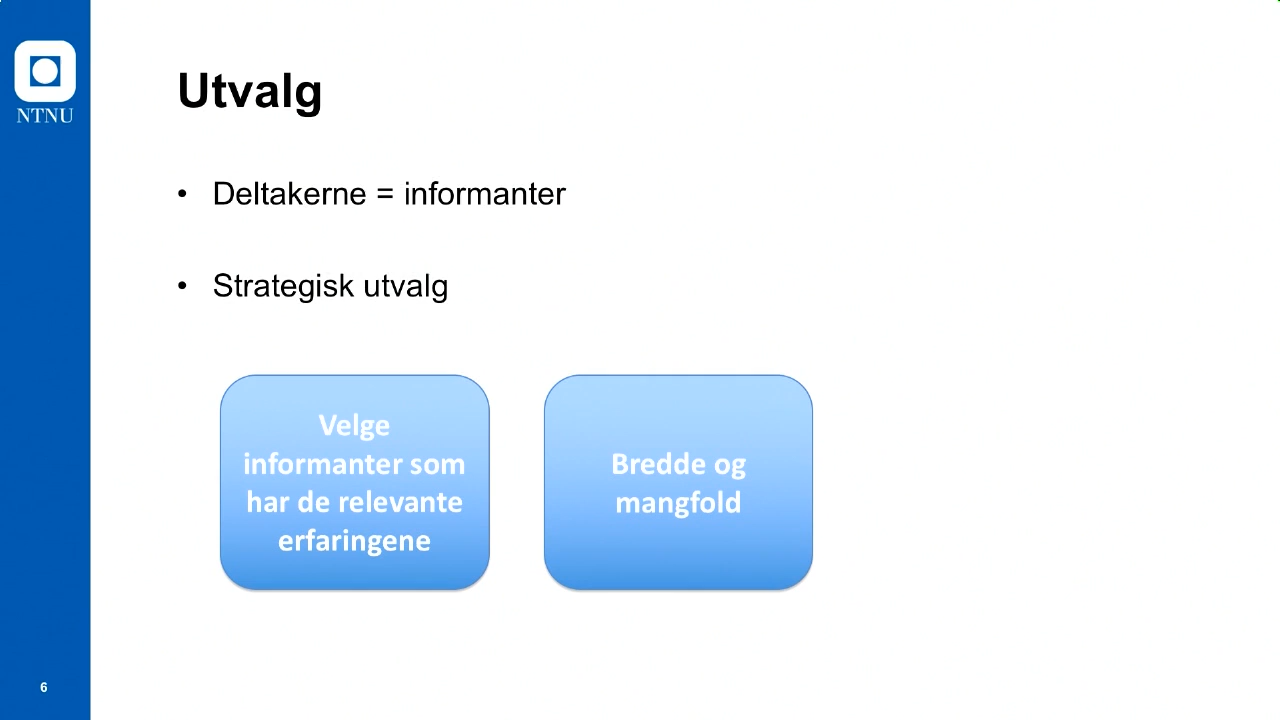 NTNU
Utvalg
• Deltakerne = informanter
• Strategisk utvalg
Velge
informanter som
har de relevante
erfaringene
Bredde og
mangfold
6